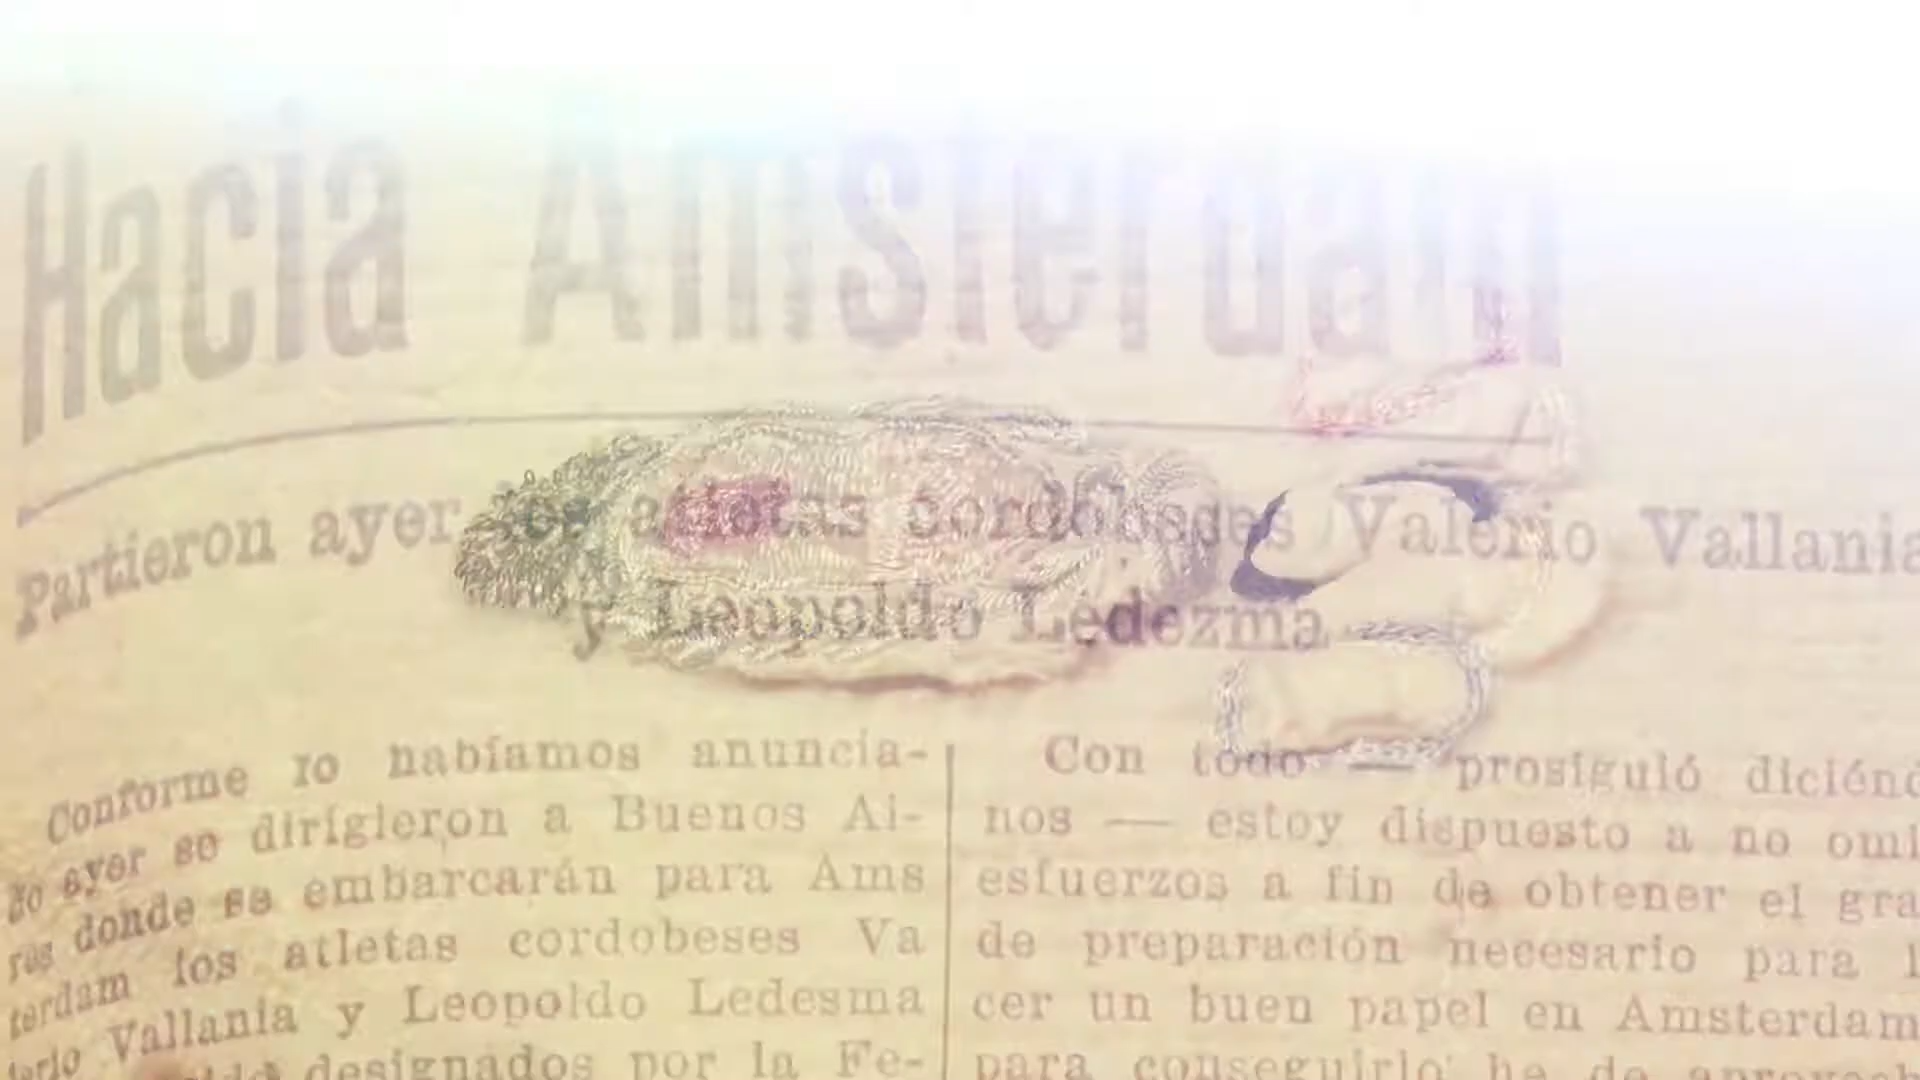 Hacia Amsterdam
Partieron ayer los atletas cordobeses Valerio Vallania
y Leopoldo Ledezma
Conforme lo habíamos anuncia-
do ayer se dirigieron a Buenos Ai-
res donde se embarcarán para Ams
terdam los atletas cordobeses Va
lerio Vallania y Leopoldo Ledesma
designados por la Fe-
Con todo — prosiguió diciénd
nos — estoy dispuesto a no omi
esfuerzos a fin de obtener el gra
de preparación necesario para l
cer un buen papel en Amsterdam
para conseguirlo he de aprovech